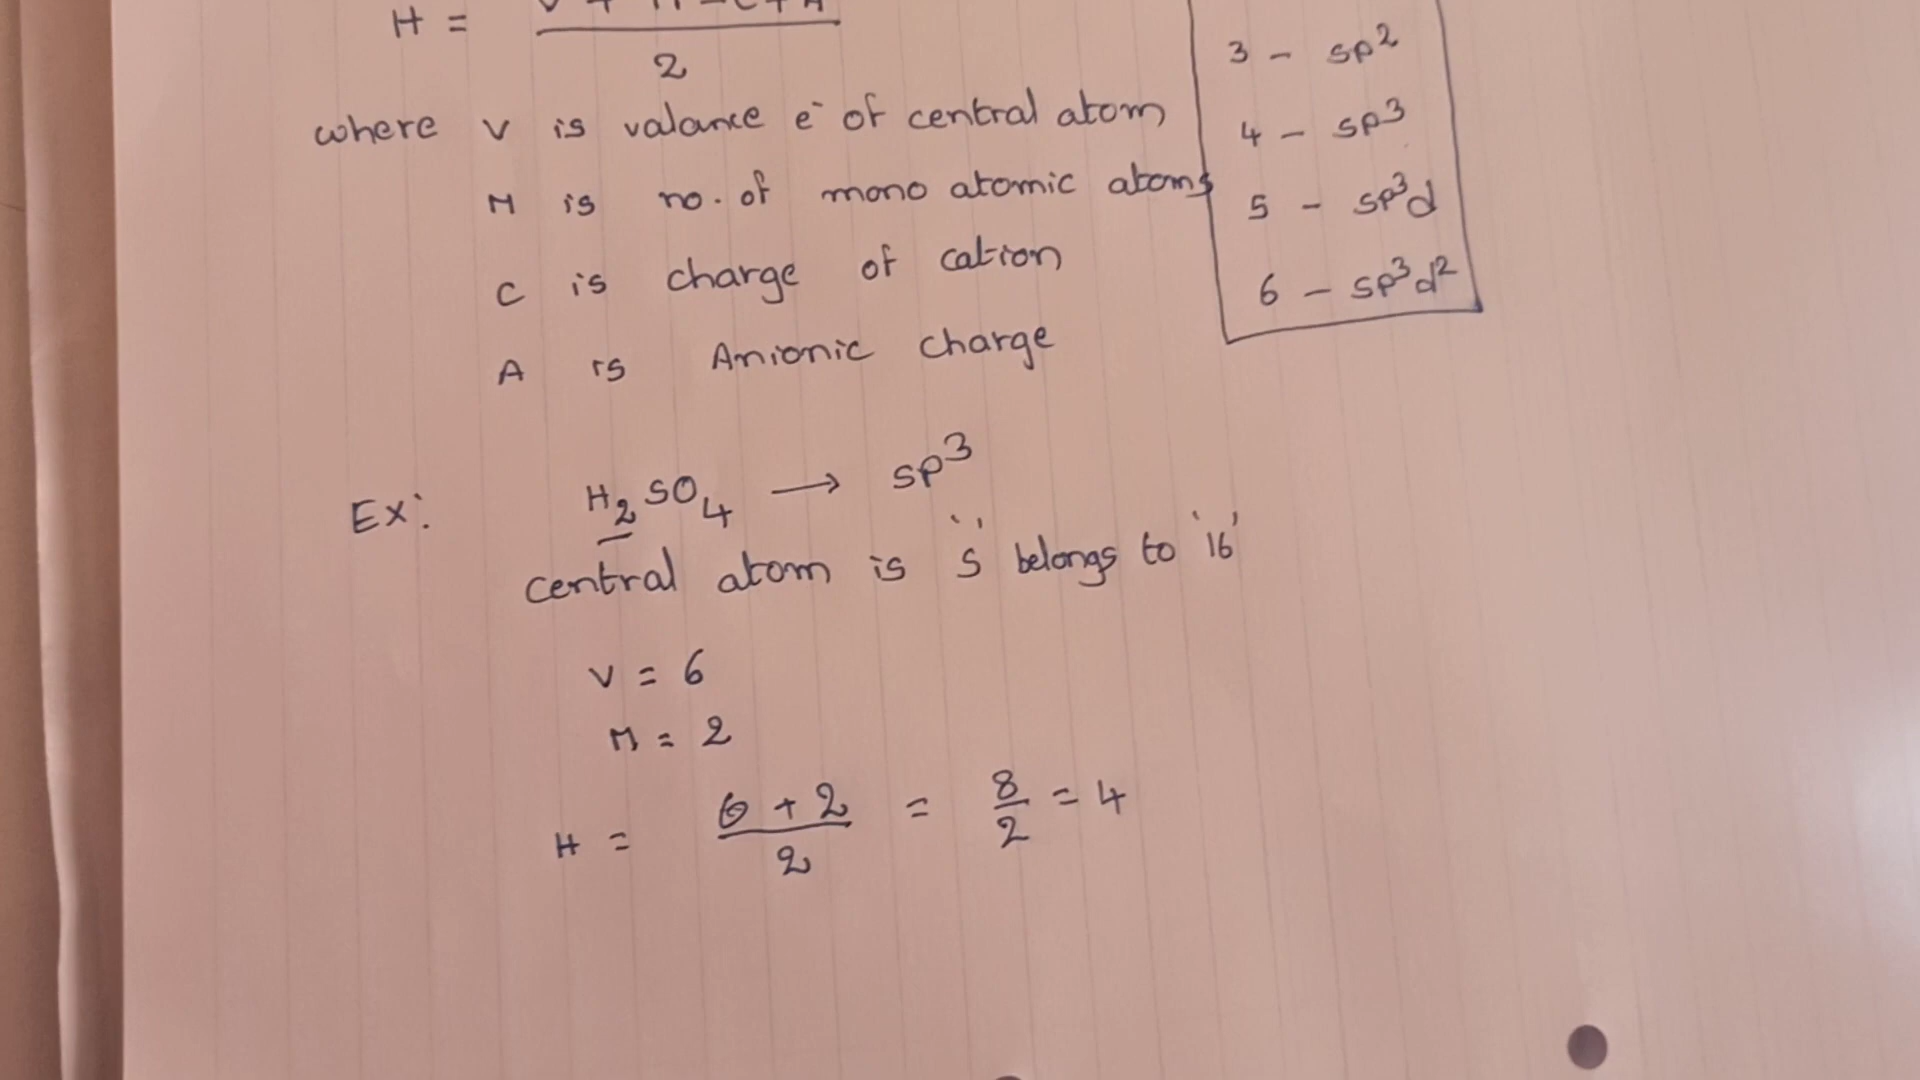 H = V + M - C + A
2
where V is valance e⁻ of central atom
M is no. of mono atomic atoms
C is charge of cation
A is Anionic charge
3 - sp²
4 - sp³
5 - sp³d
6 - sp³d²
Ex: H₂SO₄ → sp³
central atom is 's' belongs to '16'
V = 6
M = 2
H = 6 + 2 / 2 = 8 / 2 = 4